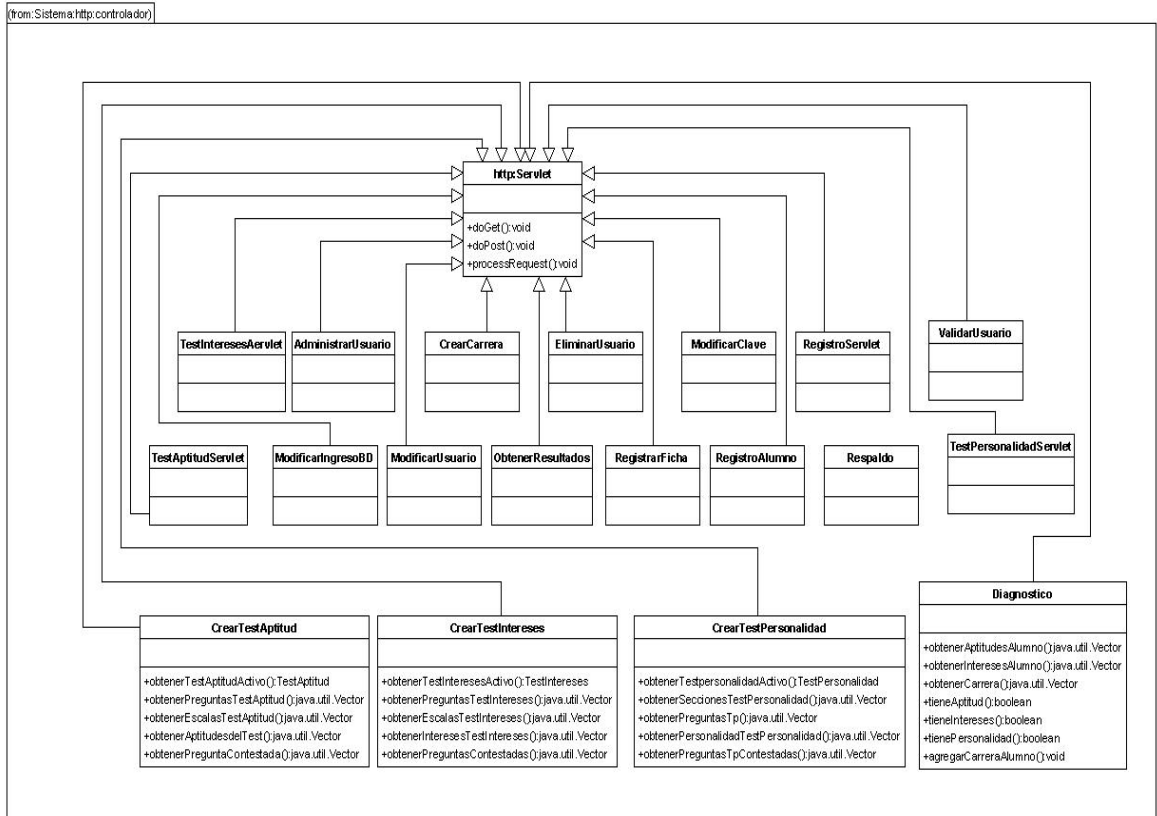 (from:Sistema:http:controlador)
http:Servlet
+doGet():void
+doPost():void
+processRequest():void
TestInteresesAervlet
AdministrarUsuario
CrearCarrera
EliminarUsuario
ModificarClave
RegistroServlet
ValidarUsuario
TestAptitudServlet
ModificarIngresoBD
ModificarUsuario
ObtenerResultados
RegistrarFicha
RegistroAlumno
Respaldo
TestPersonalidadServlet
CrearTestAptitud
+obtenerTestAptitudActivo():TestAptitud
+obtenerPreguntasTestAptitud():java.util.Vector
+obtenerEscalasTestAptitud():java.util.Vector
+obtenerAptitudesdelTest():java.util.Vector
+obtenerPreguntaContestada():java.util.Vector
CrearTestIntereses
+obtenerTestInteresesActivo():TestIntereses
+obtenerPreguntasTestIntereses():java.util.Vector
+obtenerEscalasTestIntereses():java.util.Vector
+obtenerInteresesTestIntereses():java.util.Vector
+obtenerPreguntasContestadas():java.util.Vector
CrearTestPersonalidad
+obtenerTestpersonalidadActivo():TestPersonalidad
+obtenerSeccionesTestPersonalidad():java.util.Vector
+obtenerPreguntasTp():java.util.Vector
+obtenerPersonalidadTestPersonalidad():java.util.Vector
+obtenerPreguntasTpContestadas():java.util.Vector
Diagnostico
+obtenerAptitudesAlumno():java.util.Vector
+obtenerInteresesAlumno():java.util.Vector
+obtenerCarrera():java.util.Vector
+tieneAptitud():boolean
+tieneIntereses():boolean
+tienePersonalidad():boolean
+agregarCarreraAlumno():void